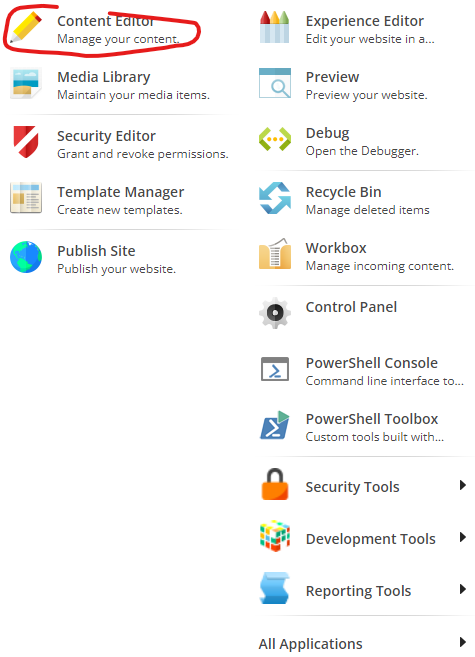 Content Editor
Manage your content.
Media Library
Maintain your media items.
Security Editor
Grant and revoke permissions.
Template Manager
Create new templates.
Publish Site
Publish your website.
Experience Editor
Edit your website in a...
Preview
Preview your website.
Debug
Open the Debugger.
Recycle Bin
Manage deleted items
Workbox
Manage incoming content.
Control Panel
PowerShell Console
Command line interface to...
PowerShell Toolbox
Custom tools built with...
Security Tools
Development Tools
Reporting Tools
All Applications